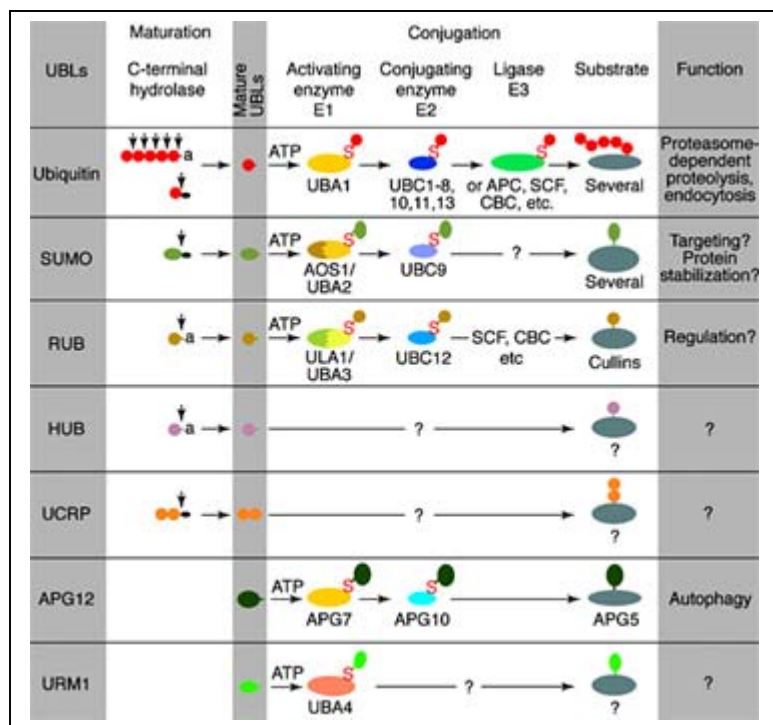 Maturation
Conjugation
UBLs
C-terminal
hydrolase
Mature
UBLs
Activating
enzyme
E1
Conjugating
enzyme
E2
Ligase
E3
Substrate
Function
Ubiquitin
a
ATP
S
UBA1
S
UBC1-8,
10,11,13
S
or APC, SCF,
CBC, etc.
Several
Proteasome-
dependent
proteolysis,
endocytosis
SUMO
ATP
S
AOS1/
UBA2
S
UBC9
?
Several
Targeting?
Protein
stabilization?
RUB
a
ATP
S
ULA1/
UBA3
S
UBC12
SCF, CBC
etc
Cullins
Regulation?
HUB
a
?
?
?
UCRP
?
?
?
APG12
ATP
S
APG7
S
APG10
APG5
Autophagy
URM1
ATP
S
UBA4
?
?
?